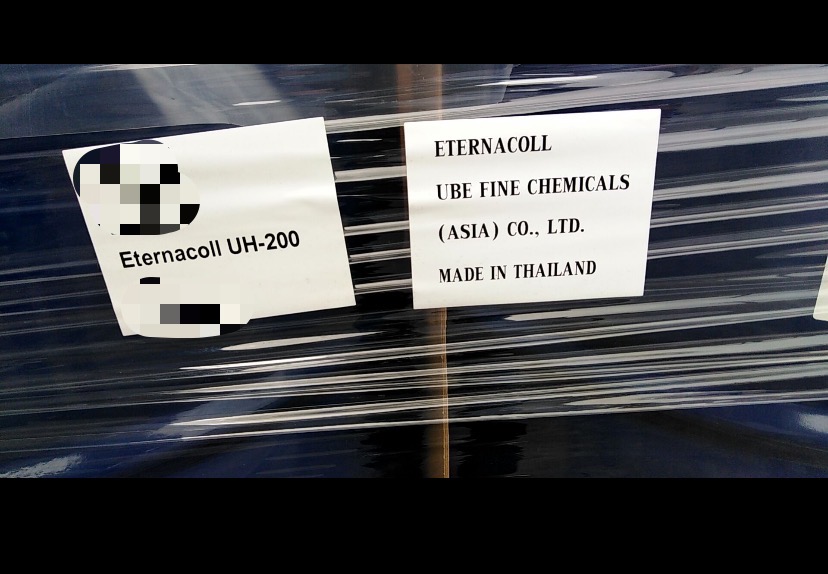 Eternacoll UH-200
ETERNACOLL
UBE FINE CHEMICALS
(ASIA) CO., LTD.
MADE IN THAILAND